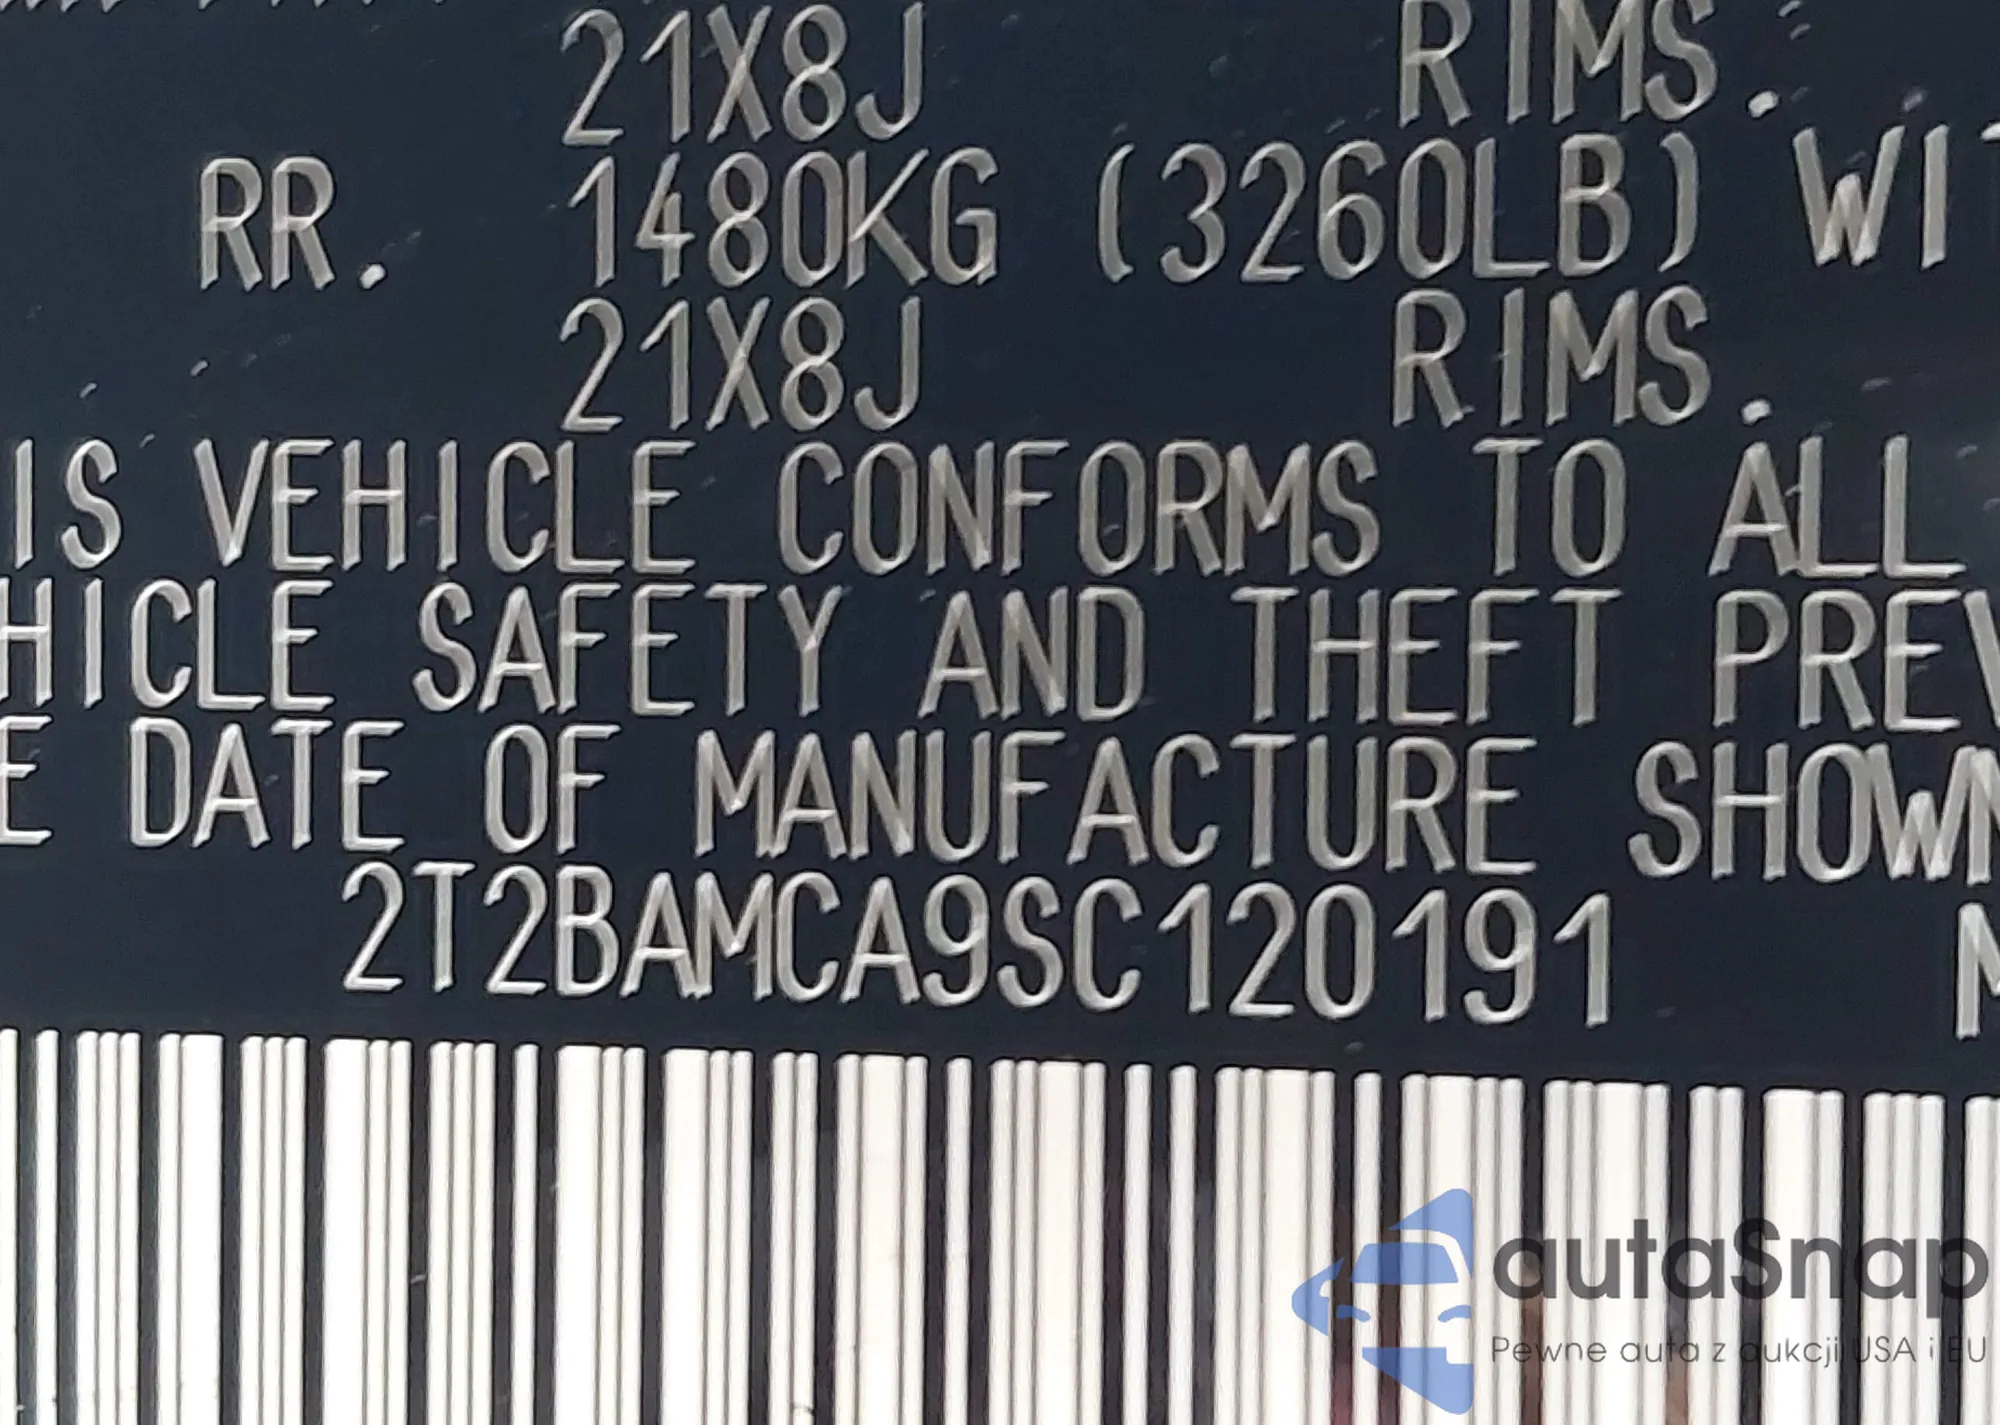 21X8J RIMS.
RR. 1480KG (3260LB) WIT
21X8J RIMS.
IS VEHICLE CONFORMS TO ALL
HICLE SAFETY AND THEFT PREV
E DATE OF MANUFACTURE SHOWN
2T2BAMCA9SC120191 M
autaSnap
Pewne auta z aukcji USA i EU